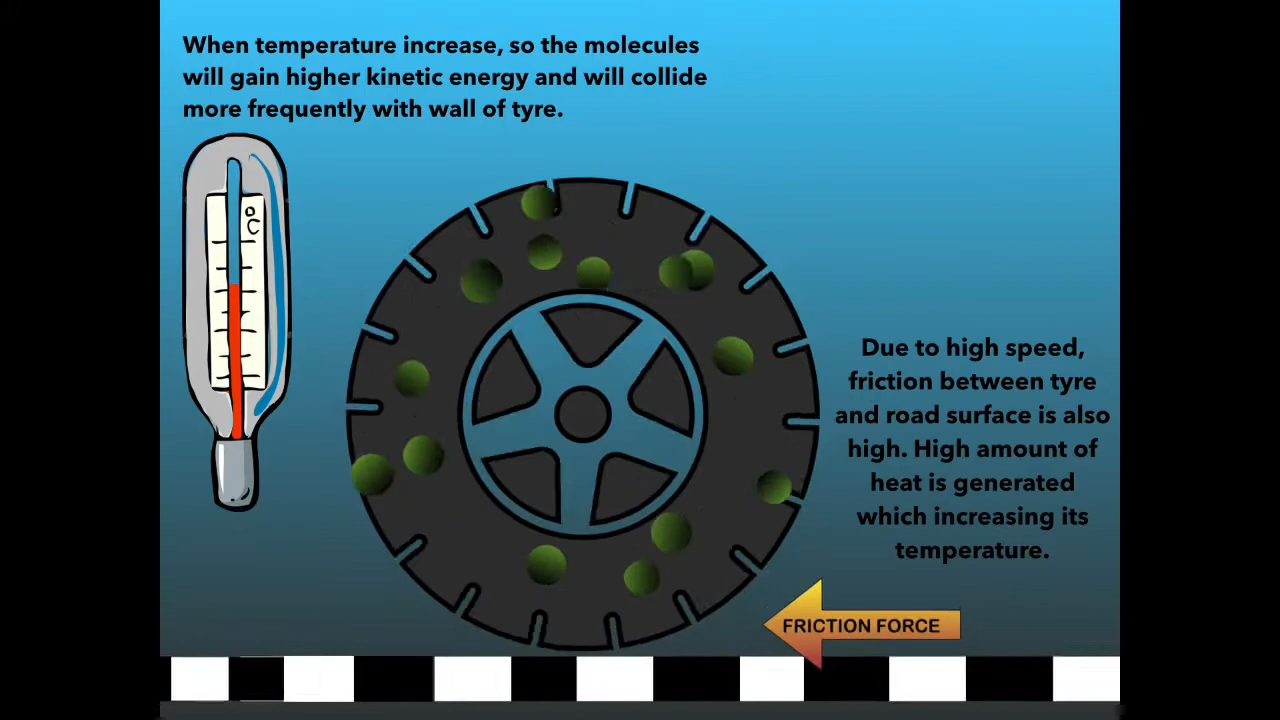 When temperature increase, so the molecules
will gain higher kinetic energy and will collide
more frequently with wall of tyre.
°C
Due to high speed,
friction between tyre
and road surface is also
high. High amount of
heat is generated
which increasing its
temperature.
FRICTION FORCE